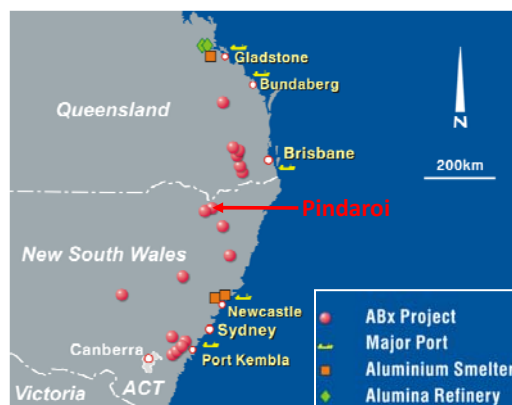 Gladstone
Bundaberg
Queensland
N
Brisbane
200km
Pindaroi
New South Wales
Newcastle
Sydney
Canberra
Port Kembla
ACT
Victoria
ABx Project
Major Port
Aluminium Smelter
Alumina Refinery